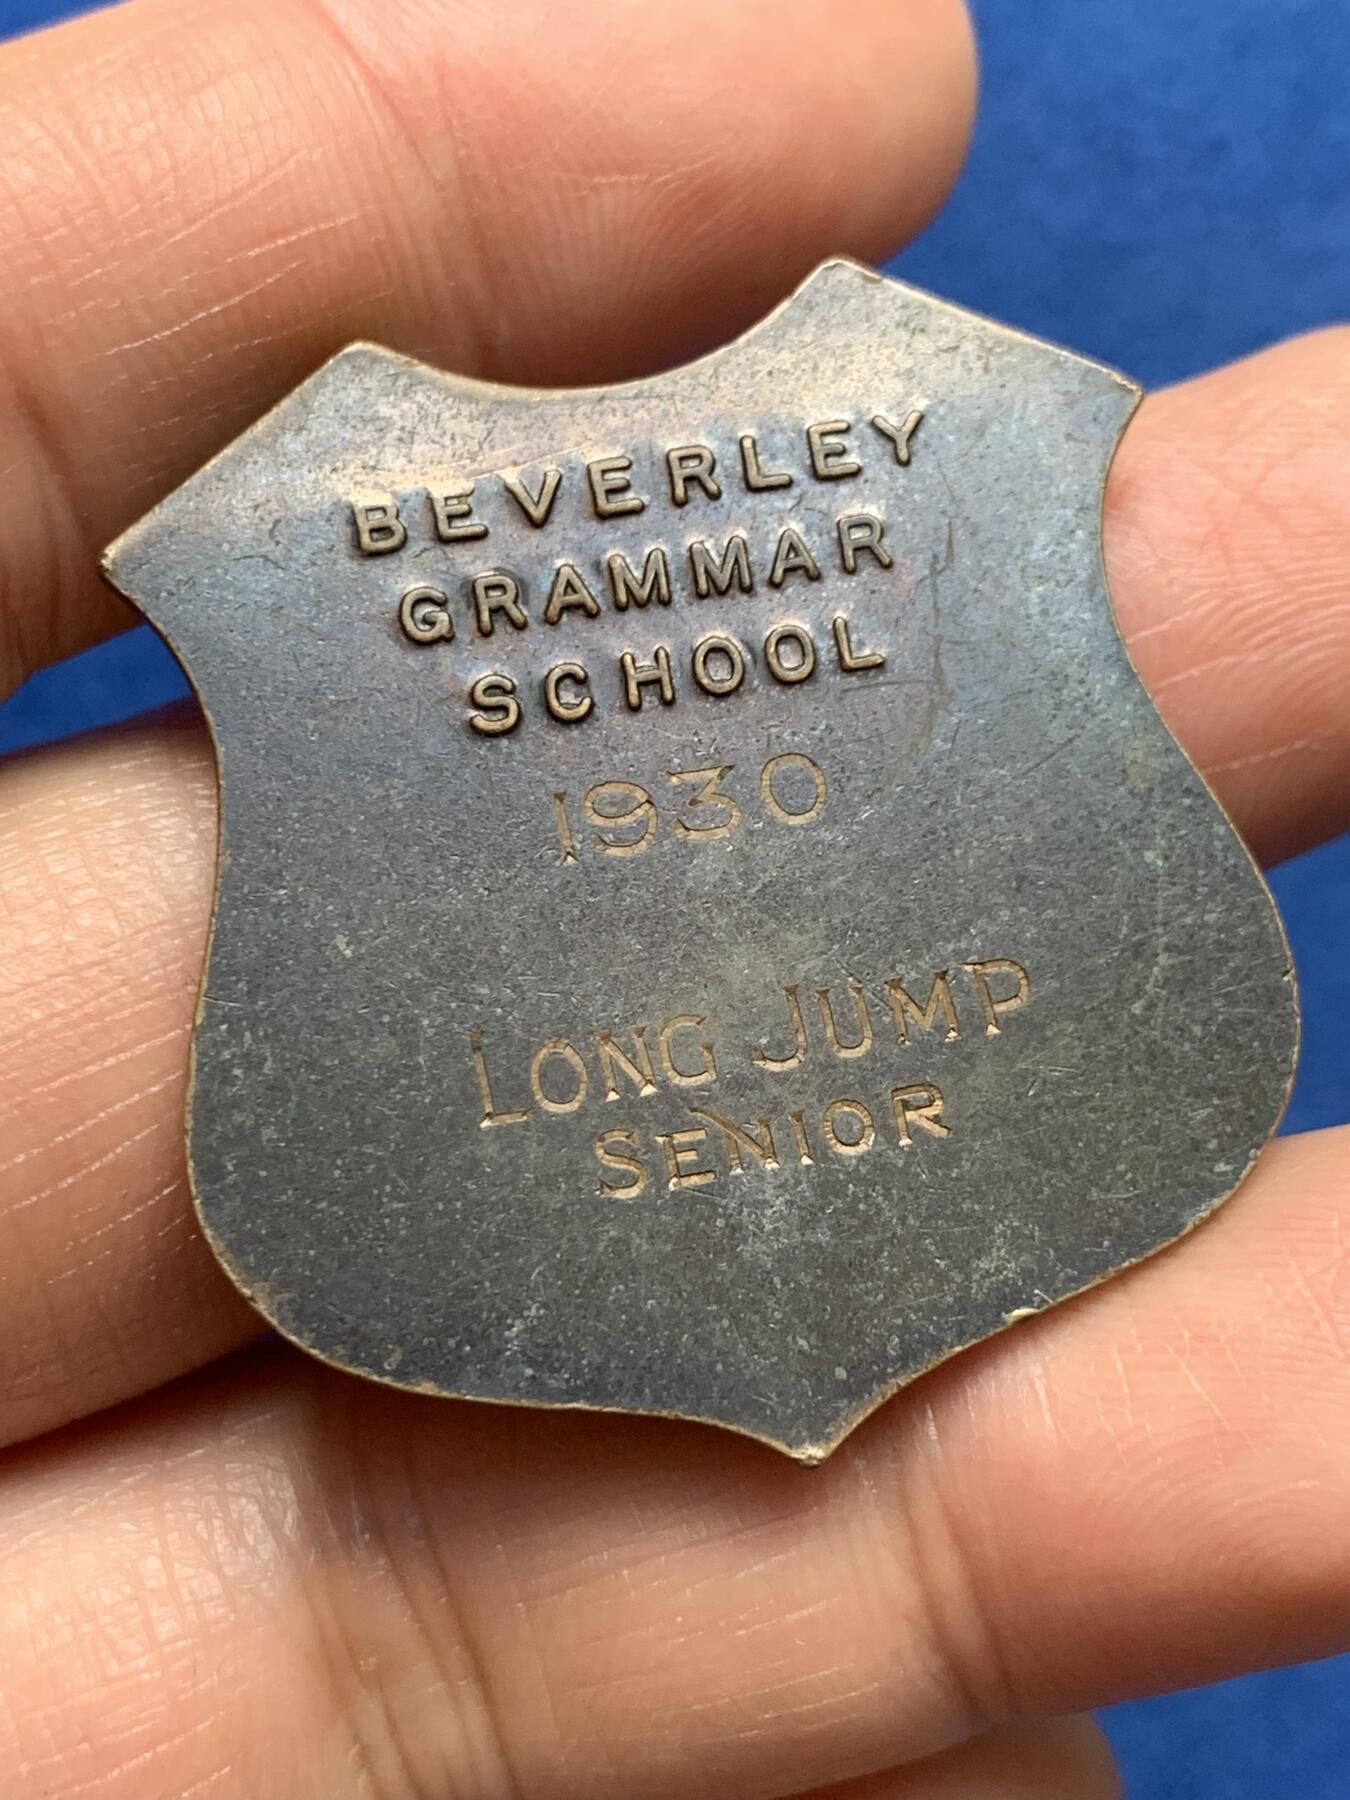 BEVERLEY
GRAMMAR
SCHOOL
1930
LONG JUMP
SENIOR